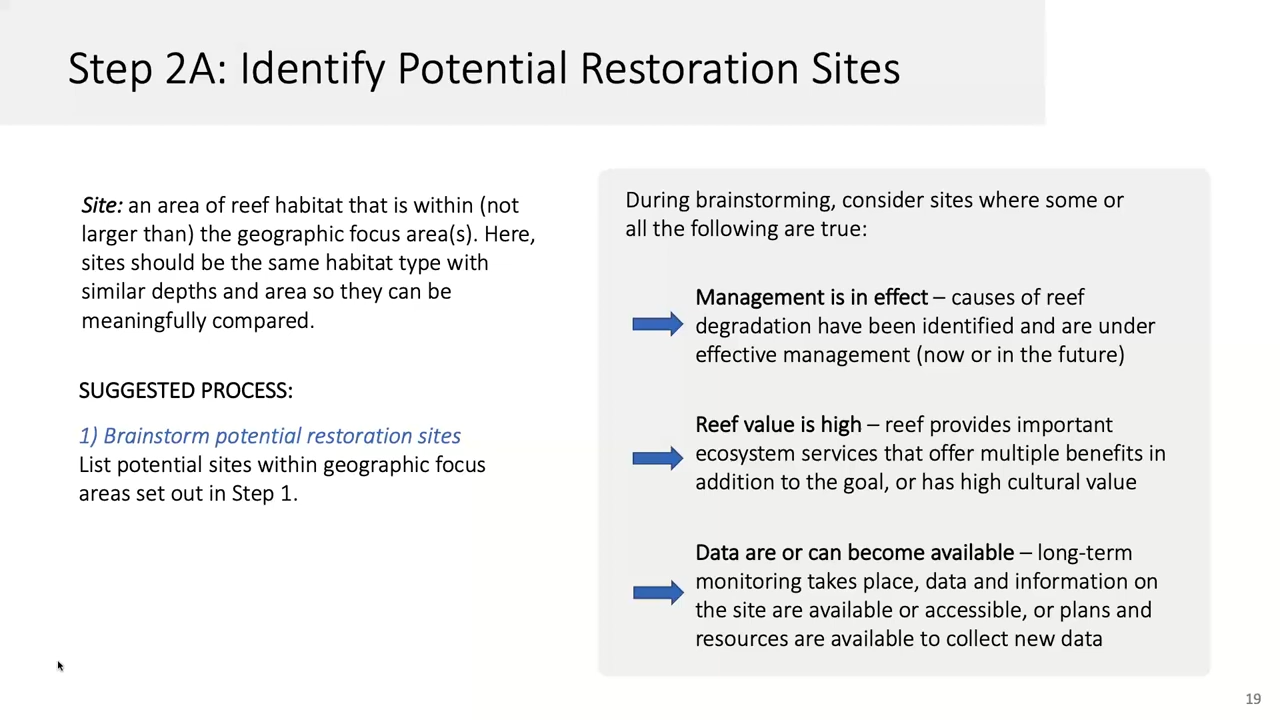 Step 2A: Identify Potential Restoration Sites
Site: an area of reef habitat that is within (not
larger than) the geographic focus area(s). Here,
sites should be the same habitat type with
similar depths and area so they can be
meaningfully compared.
SUGGESTED PROCESS:
1) Brainstorm potential restoration sites
List potential sites within geographic focus
areas set out in Step 1.
During brainstorming, consider sites where some or
all the following are true:
Management is in effect – causes of reef
degradation have been identified and are under
effective management (now or in the future)
Reef value is high – reef provides important
ecosystem services that offer multiple benefits in
addition to the goal, or has high cultural value
Data are or can become available – long-term
monitoring takes place, data and information on
the site are available or accessible, or plans and
resources are available to collect new data
19